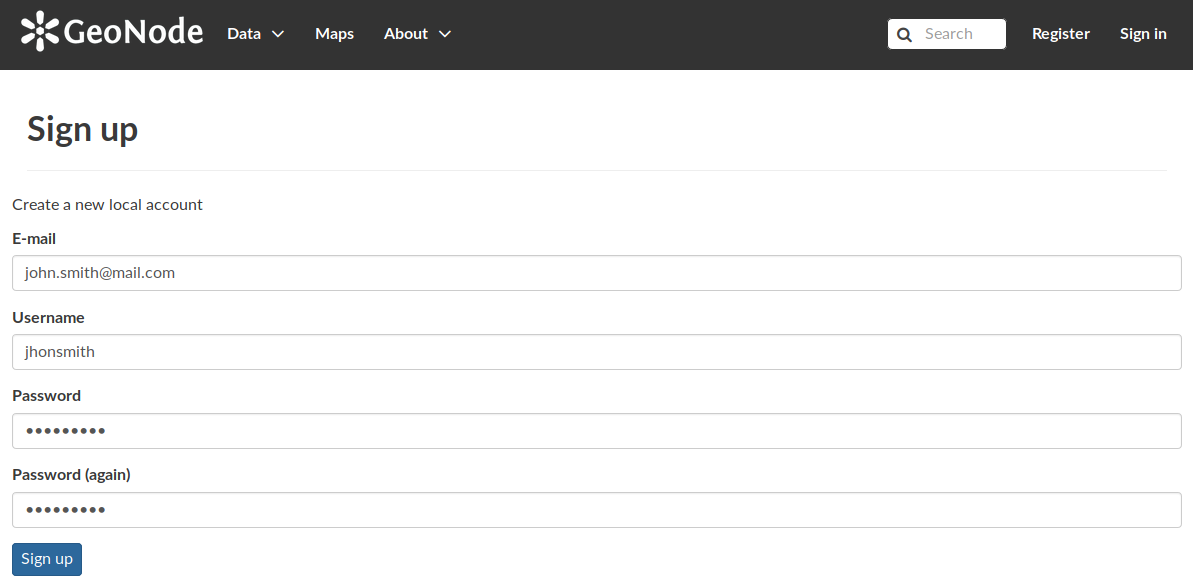 GeoNode Data Maps About Search Register Sign in
Sign up
Create a new local account
E-mail
john.smith@mail.com
Username
jhonsmith
Password
•••••••••
Password (again)
•••••••••
Sign up